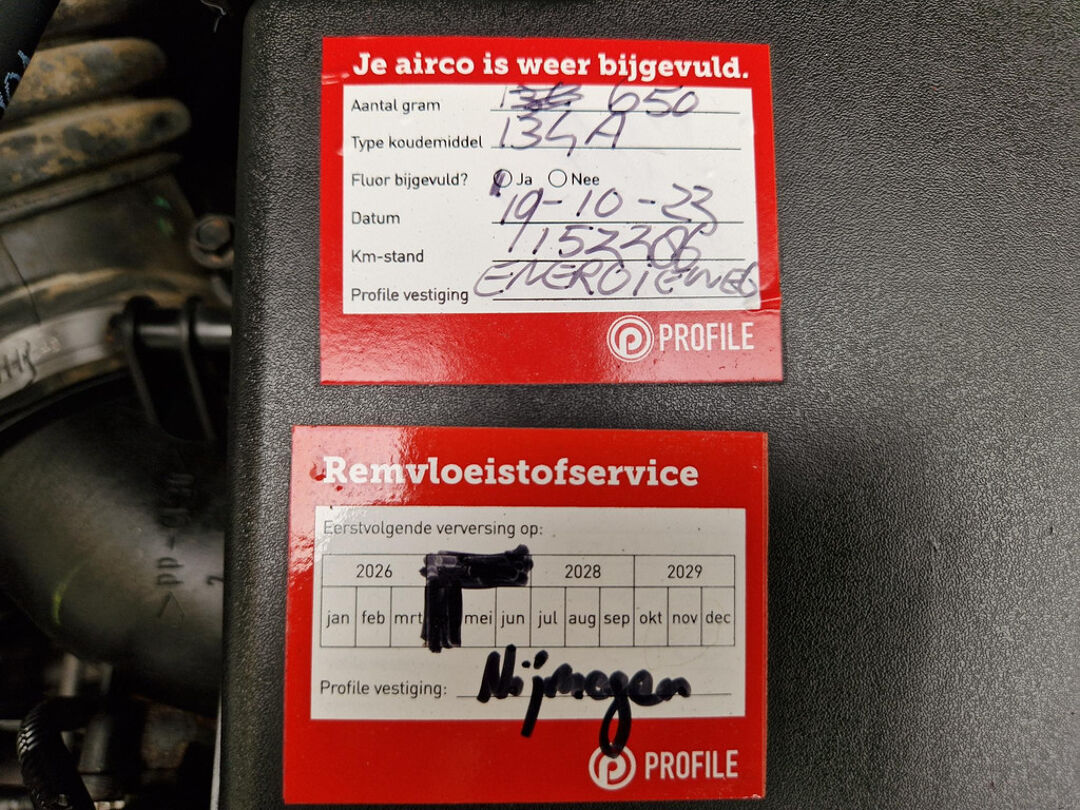 Je airco is weer bijgevuld.
Aantal gram 650
Type koudemiddel 134A
Fluor bijgevuld? Ja Nee
Datum 19-10-23
Km-stand 152206
Profile vestiging ENERGIEWEG
PROFILE
Remvloeistofservice
Eerstvolgende verversing op:
2026 2028 2029
jan feb mrt mei jun jul aug sep okt nov dec
Profile vestiging: Nijmegen
PROFILE